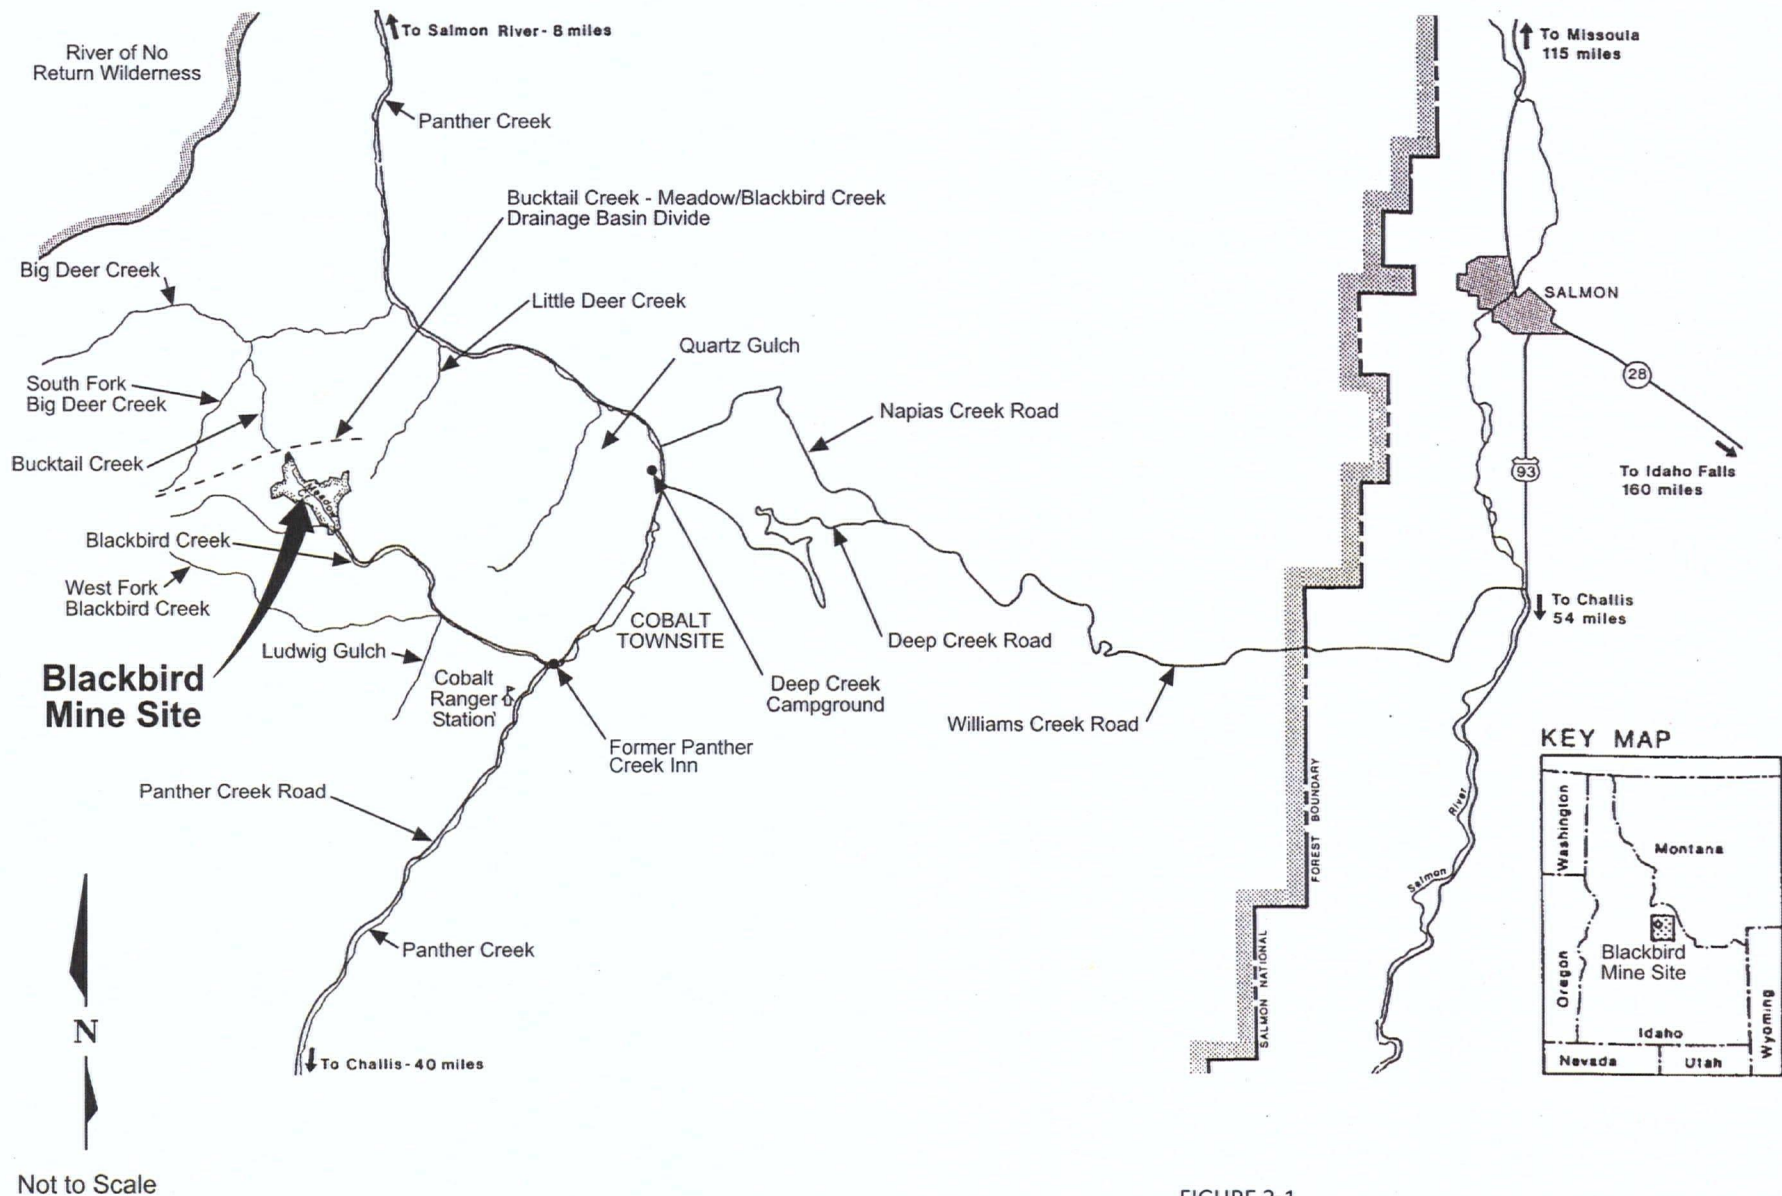 River of No
Return Wilderness
To Salmon River - 8 miles
Panther Creek
Bucktail Creek - Meadow/Blackbird Creek
Drainage Basin Divide
Big Deer Creek
Little Deer Creek
Quartz Gulch
South Fork
Big Deer Creek
Napias Creek Road
Bucktail Creek
Blackbird Creek
West Fork
Blackbird Creek
Ludwig Gulch
Blackbird
Mine Site
Cobalt
Ranger
Station
COBALT
TOWNSITE
Deep Creek Road
Deep Creek
Campground
Williams Creek Road
Former Panther
Creek Inn
Panther Creek Road
Panther Creek
To Challis - 40 miles
N
Not to Scale
To Missoula
115 miles
SALMON
28
To Idaho Falls
160 miles
93
To Challis
54 miles
River
Salmon
FOREST BOUNDARY
SALMON NATIONAL
KEY MAP
Washington
Montana
Oregon
Blackbird
Mine Site
Idaho
Wyoming
Nevada
Utah